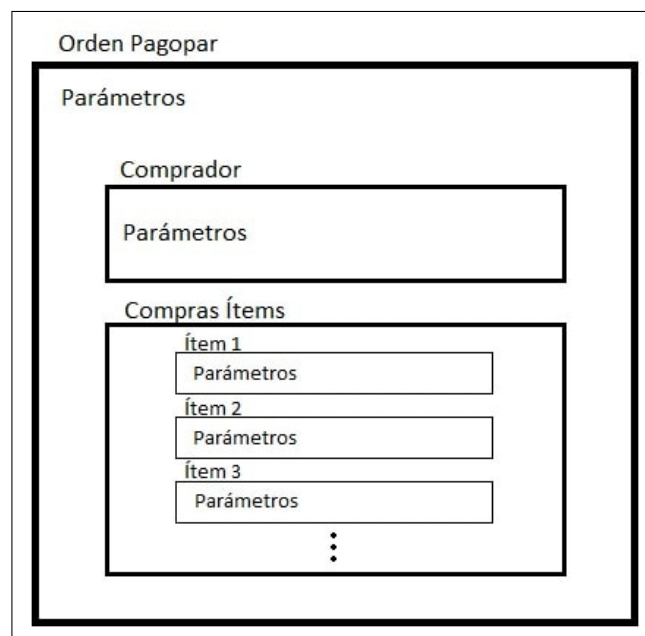 Orden Pagopar
Parámetros
Comprador
Parámetros
Compras Ítems
Ítem 1
Parámetros
Ítem 2
Parámetros
Ítem 3
Parámetros